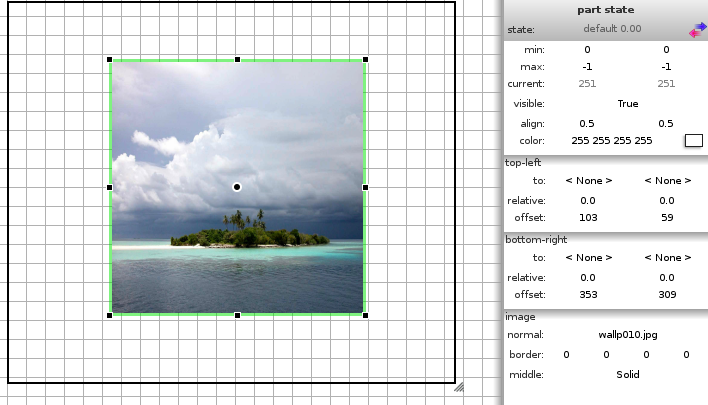 part state
state: default 0.00
min: 0 0
max: -1 -1
current: 251 251
visible: True
align: 0.5 0.5
color: 255 255 255 255
top-left
to: < None > < None >
relative: 0.0 0.0
offset: 103 59
bottom-right
to: < None > < None >
relative: 0.0 0.0
offset: 353 309
image
normal: wallp010.jpg
border: 0 0 0 0
middle: Solid